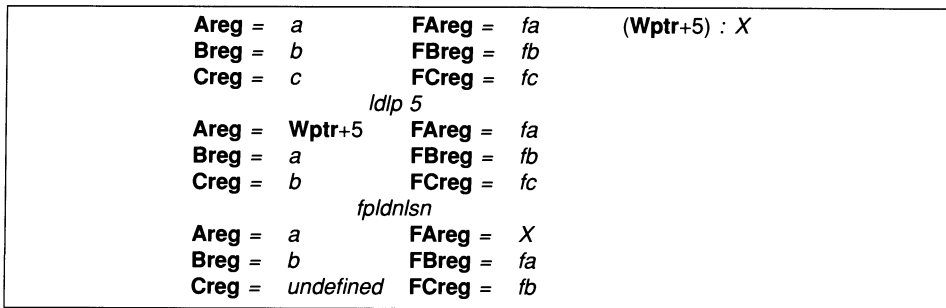 Areg = a FAreg = fa (Wptr+5) : X
Breg = b FBreg = fb
Creg = c FCreg = fc
ldlp 5
Areg = Wptr+5 FAreg = fa
Breg = a FBreg = fb
Creg = b FCreg = fc
fpldnlsn
Areg = a FAreg = X
Breg = b FBreg = fa
Creg = undefined FCreg = fb